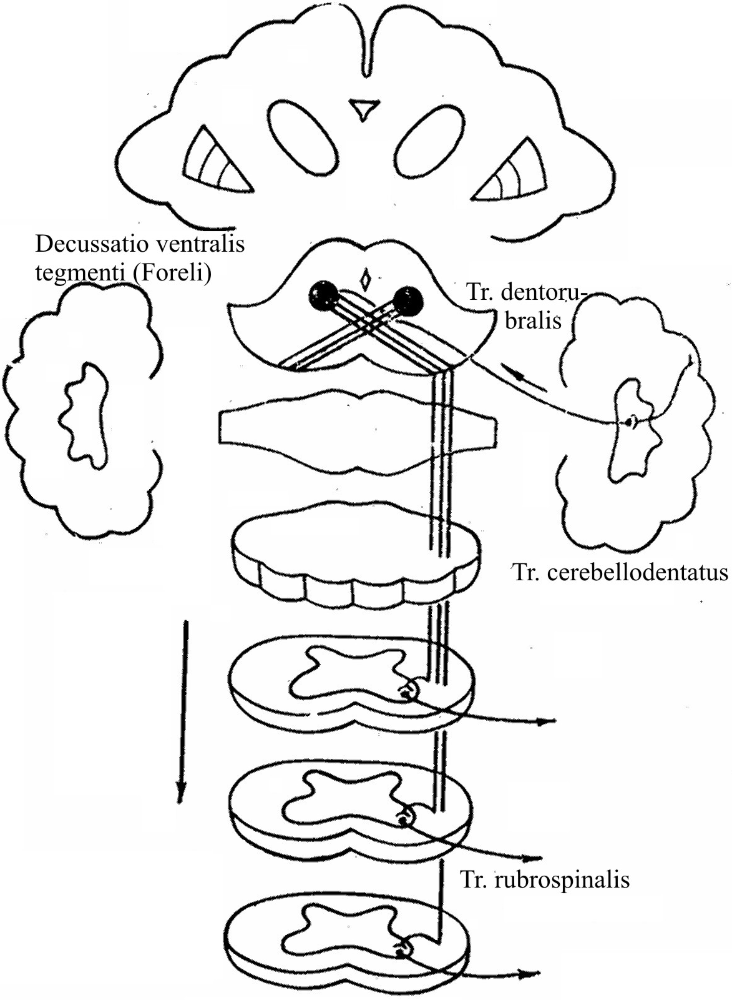 Decussatio ventralis
tegmenti (Foreli)
Tr. dentoru-
bralis
Tr. cerebellodentatus
Tr. rubrospinalis